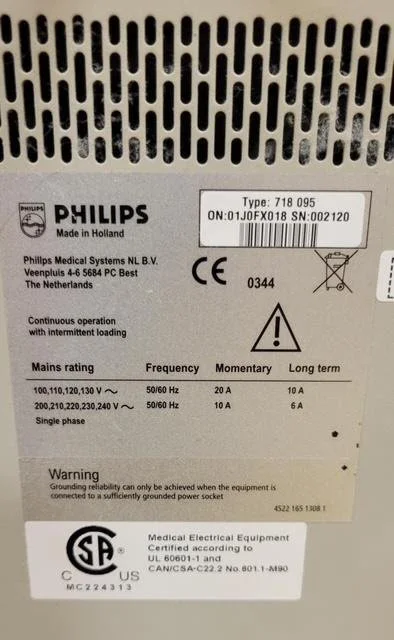 PHILIPS
PHILIPS
Made in Holland
Type: 718 095
ON:01J0FX018 SN:002120
Philips Medical Systems NL B.V.
Veenpluis 4-6 5684 PC Best
The Netherlands
CE 0344
Continuous operation
with intermittent loading
!
Mains rating Frequency Momentary Long term
100,110,120,130 V ~ 50/60 Hz 20 A 10 A
200,210,220,230,240 V ~ 50/60 Hz 10 A 6 A
Single phase
Warning
Grounding reliability can only be achieved when the equipment is
connected to a sufficiently grounded power socket
4522 165 1308 1
CSA ®
C US
MC224313
Medical Electrical Equipment
Certified according to
UL 60601-1 and
CAN/CSA-C22.2 No.601.1-M90